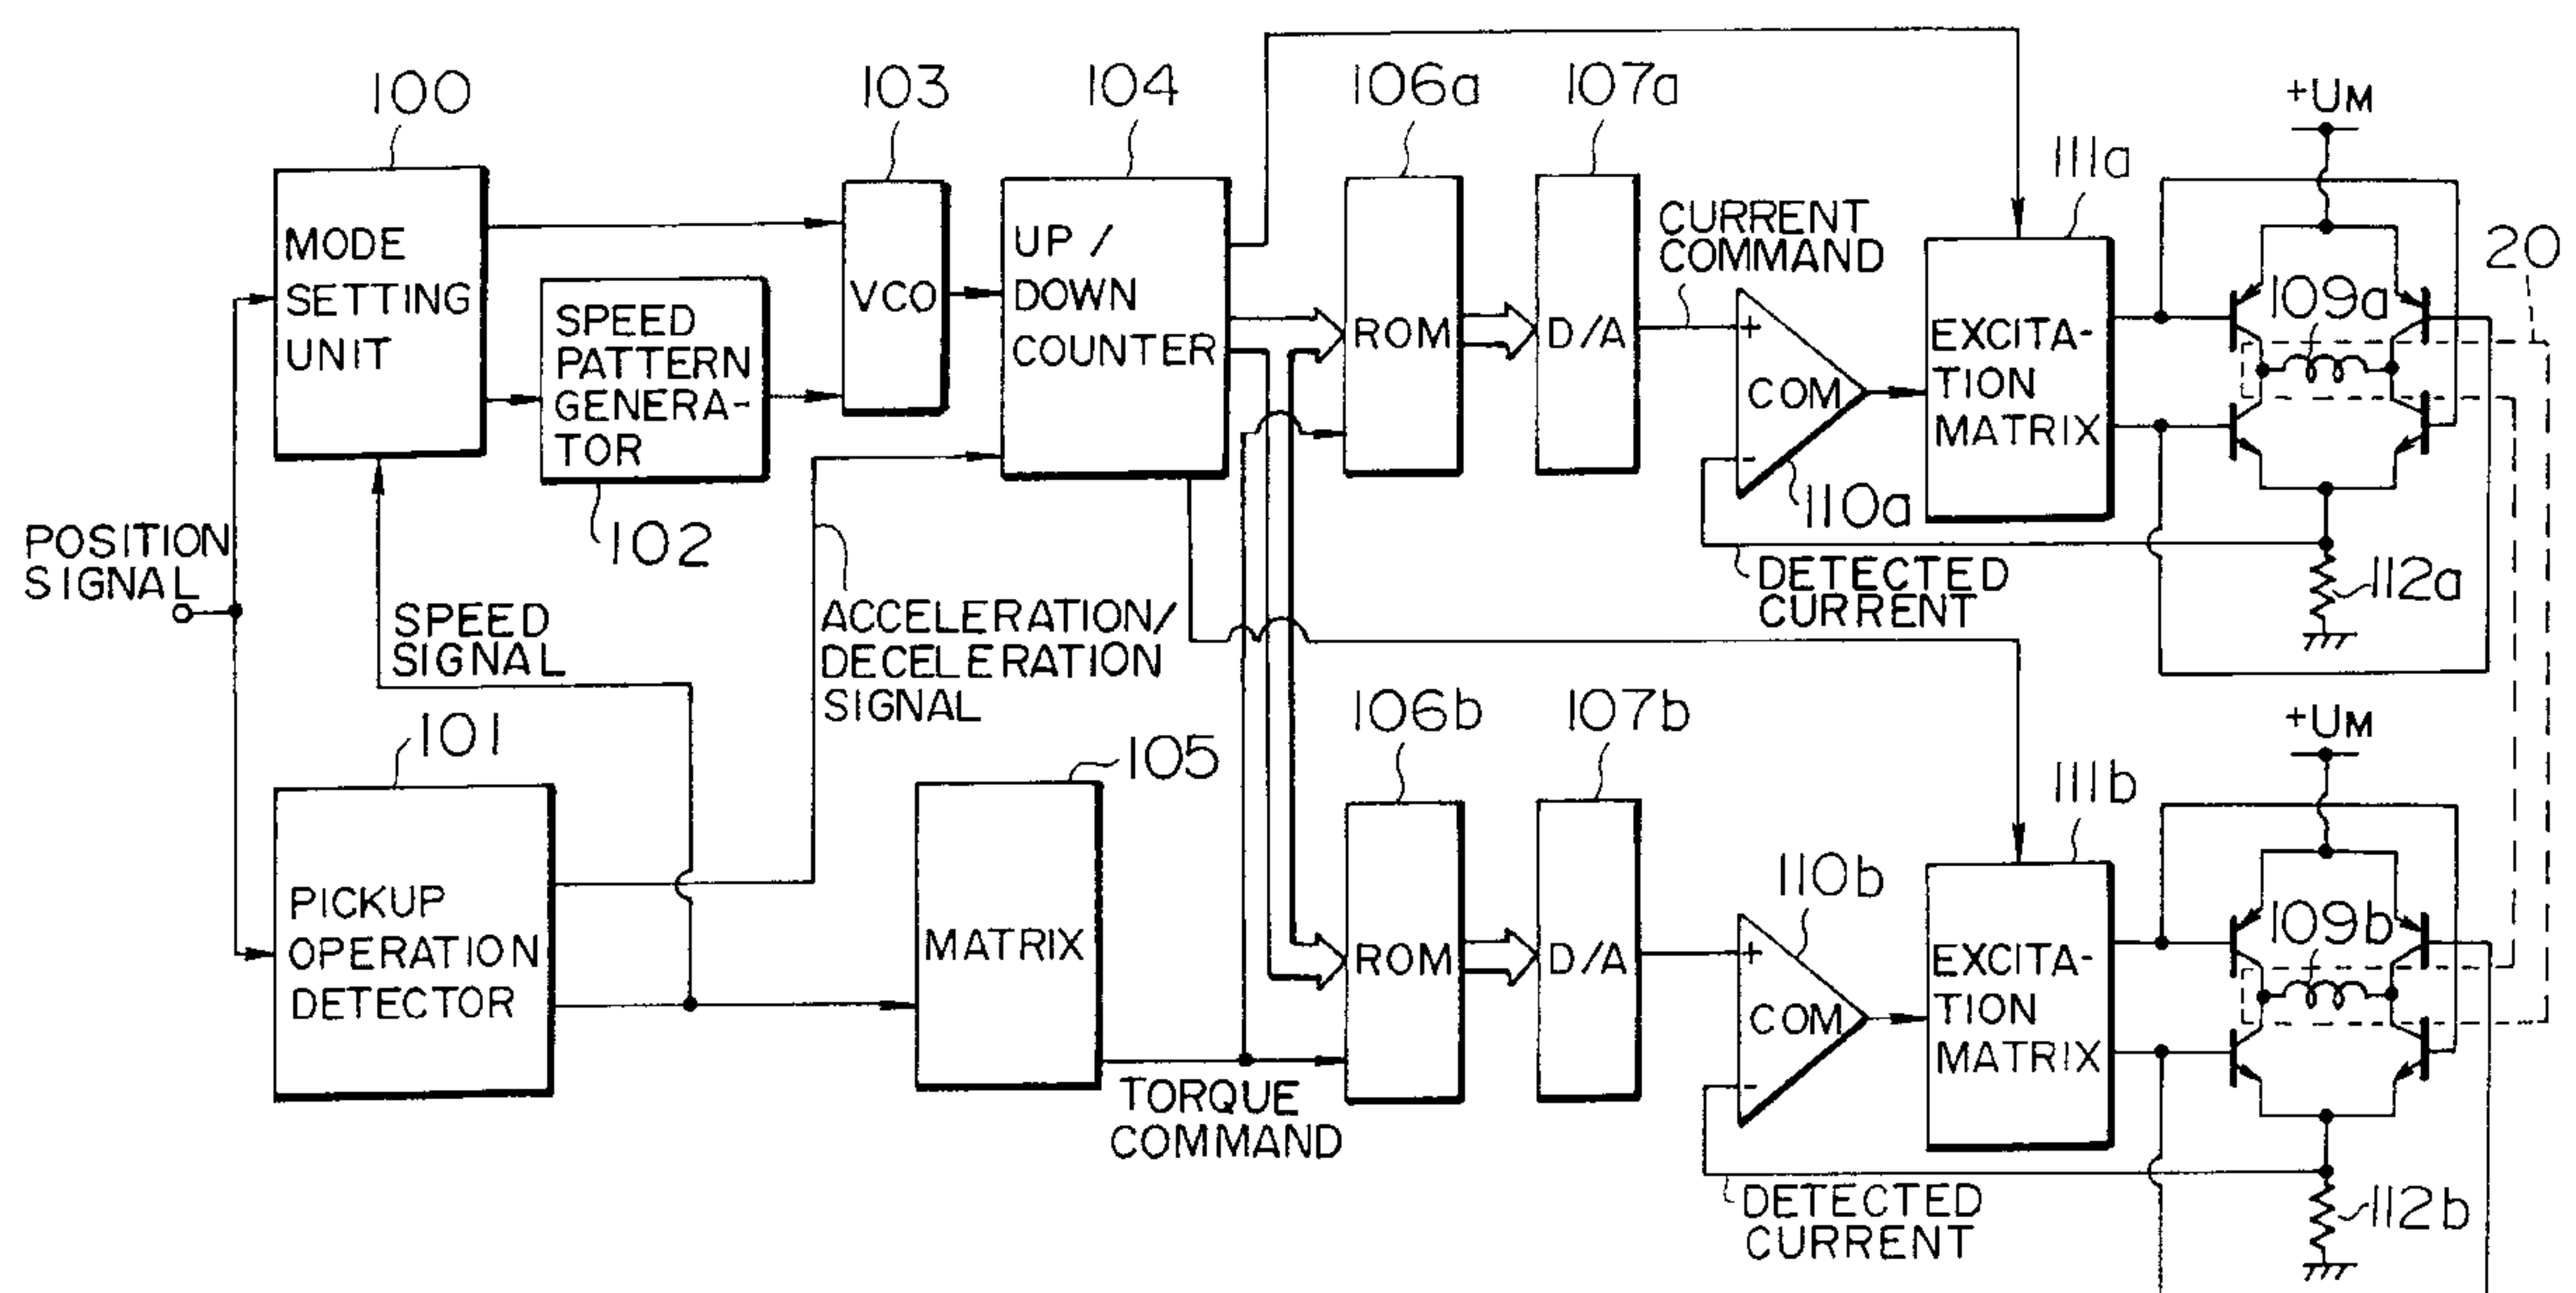 100
103
104
106a
107a
+UM
111a
MODE
SETTING
UNIT
UP /
DOWN
COUNTER
VCO
SPEED
PATTERN
GENERA-
TOR
102
ROM
D/A
CURRENT
COMMAND
+
COM
-
110a
EXCITA-
TION
MATRIX
109a
20
POSITION
SIGNAL
SPEED
SIGNAL
ACCELERATION/
DECELERATION
SIGNAL
DETECTED
CURRENT
112a
101
105
106b
107b
+UM
111b
PICKUP
OPERATION
DETECTOR
MATRIX
TORQUE
COMMAND
ROM
D/A
110b
+
COM
-
EXCITA-
TION
MATRIX
109b
DETECTED
CURRENT
112b